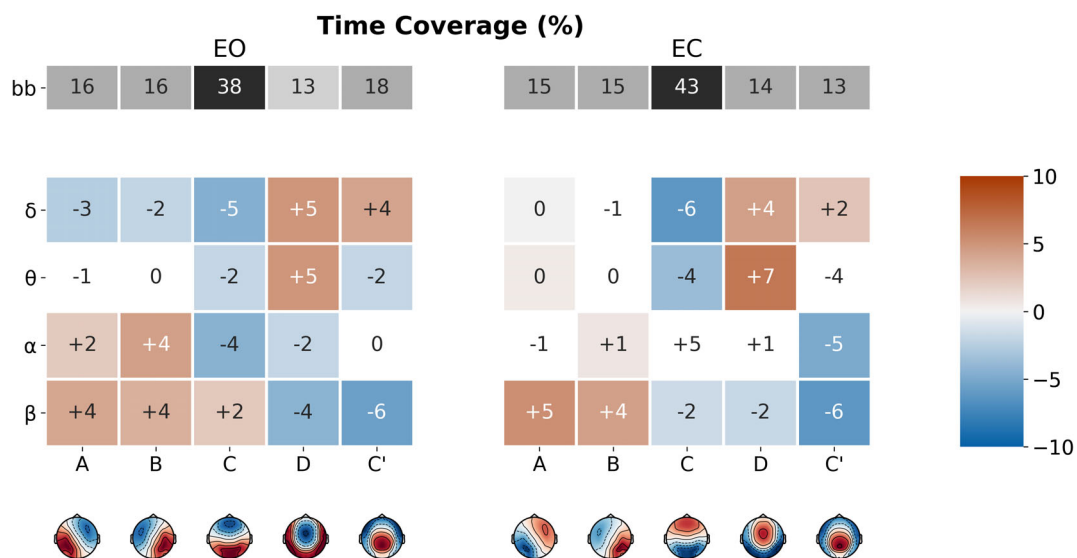 Time Coverage (%)
EO EC
bb 16 16 38 13 18 15 15 43 14 13
δ -3 -2 -5 +5 +4 0 -1 -6 +4 +2
θ -1 0 -2 +5 -2 0 0 -4 +7 -4
α +2 +4 -4 -2 0 -1 +1 +5 +1 -5
β +4 +4 +2 -4 -6 +5 +4 -2 -2 -6
A B C D C' A B C D C'
10
5
0
−5
−10